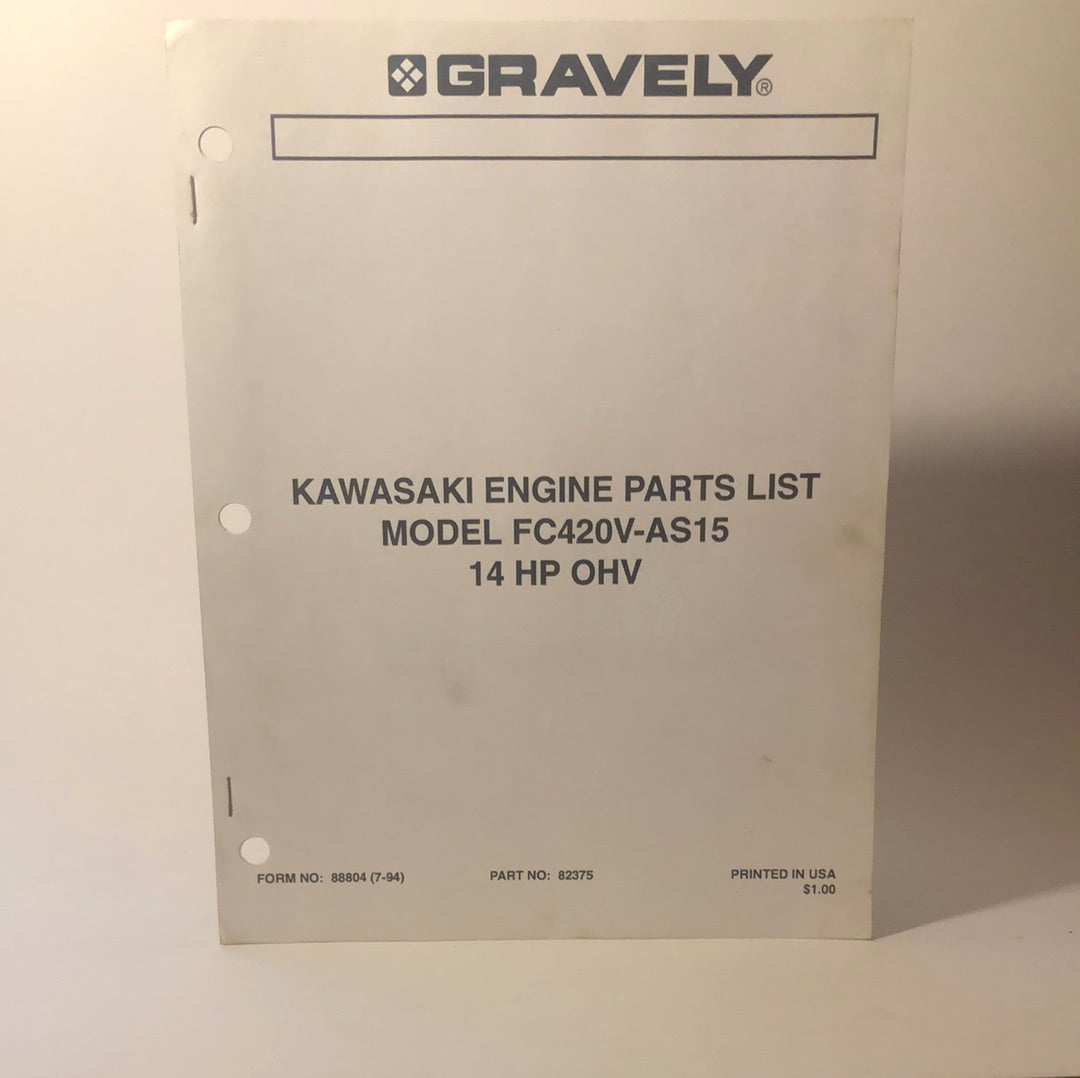 GRAVELY®
KAWASAKI ENGINE PARTS LIST
MODEL FC420V-AS15
14 HP OHV
FORM NO: 88804 (7-94) PART NO: 82375 PRINTED IN USA
$1.00